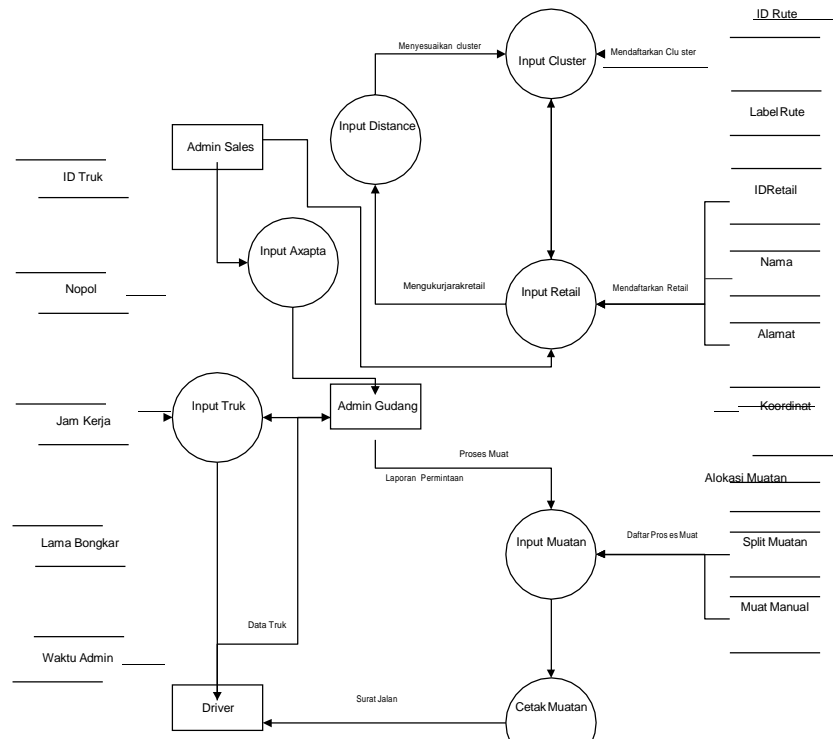 ID Rute
Menyesuaikan cluster
Input Cluster
Mendaftarkan Clu ster
Label Rute
Input Distance
Admin Sales
ID Truk
IDRetail
Input Axapta
Nama
Nopol
Mengukurjarakretail
Input Retail
Mendaftarkan Retail
Alamat
Input Truk
Admin Gudang
Koordinat
Jam Kerja
Proses Muat
Laporan Permintaan
Alokasi Muatan
Lama Bongkar
Input Muatan
Daftar Pros es Muat
Split Muatan
Muat Manual
Data Truk
Waktu Admin
Surat Jalan
Driver
Cetak Muatan